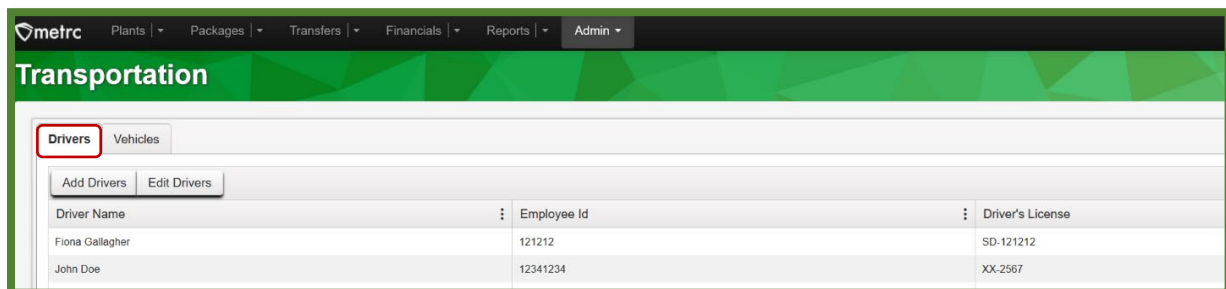 metrc Plants Packages Transfers Financials Reports Admin
Transportation
Drivers Vehicles
Add Drivers Edit Drivers
Driver Name Employee Id Driver's License
Fiona Gallagher 121212 SD-121212
John Doe 12341234 XX-2567